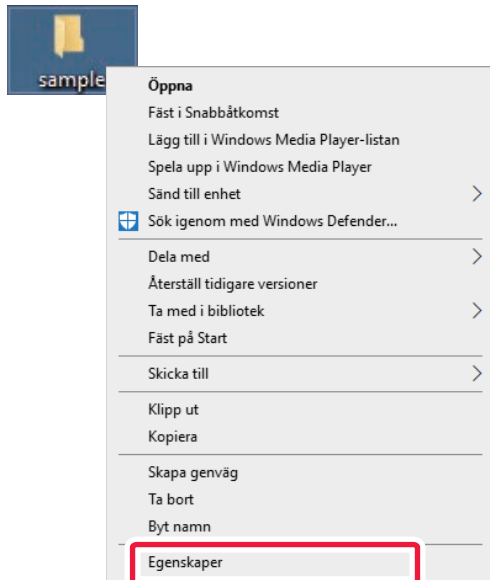 sample
Öppna
Fäst i Snabbåtkomst
Lägg till i Windows Media Player-listan
Spela upp i Windows Media Player
Sänd till enhet
Sök igenom med Windows Defender...
Dela med
Återställ tidigare versioner
Ta med i bibliotek
Fäst på Start
Skicka till
Klipp ut
Kopiera
Skapa genväg
Ta bort
Byt namn
Egenskaper